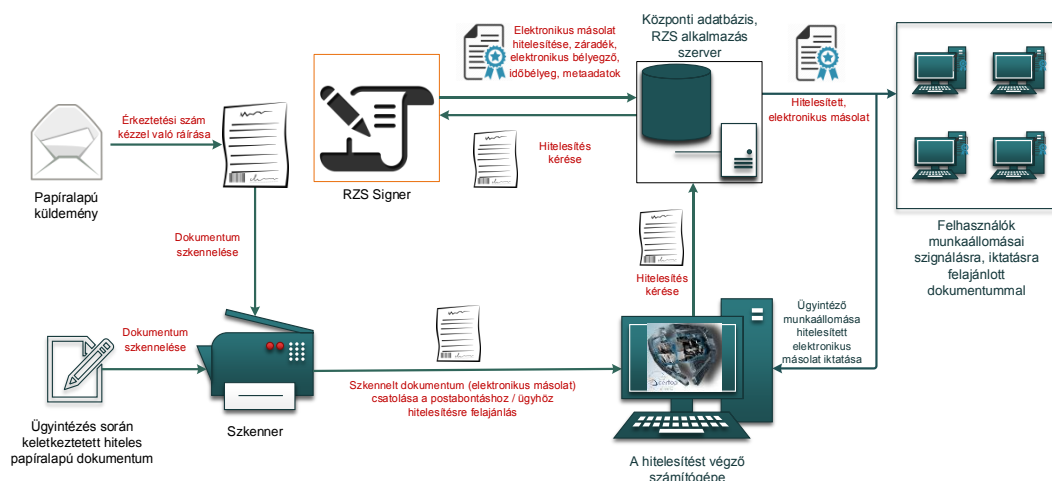 Elektronikus másolat
hitelesítése, záradék,
elektronikus bélyegző,
időbélyeg, metaadatok
Központi adatbázis,
RZS alkalmazás
szerver
Hitelesített,
elektronikus másolat
Érkeztetési szám
kézzel való ráírása
Hitelesítés
kérése
Papíralapú
küldemény
RZS Signer
Felhasználók
munkaállomásai
szignálásra, iktatásra
felajánlott
dokumentummal
Dokumentum
szkennelése
Hitelesítés
kérése
Ügyintéző
munkaállomása
hitelesített
elektronikus
másolat iktatása
Dokumentum
szkennelése
Szkennelt dokumentum (elektronikus másolat)
csatolása a postabontáshoz / ügyhöz
hitelesítésre felajánlás
Ügyintézés során
keletkeztetett hiteles
papíralapú dokumentum
Szkenner
A hitelesítést végző
számítógépe